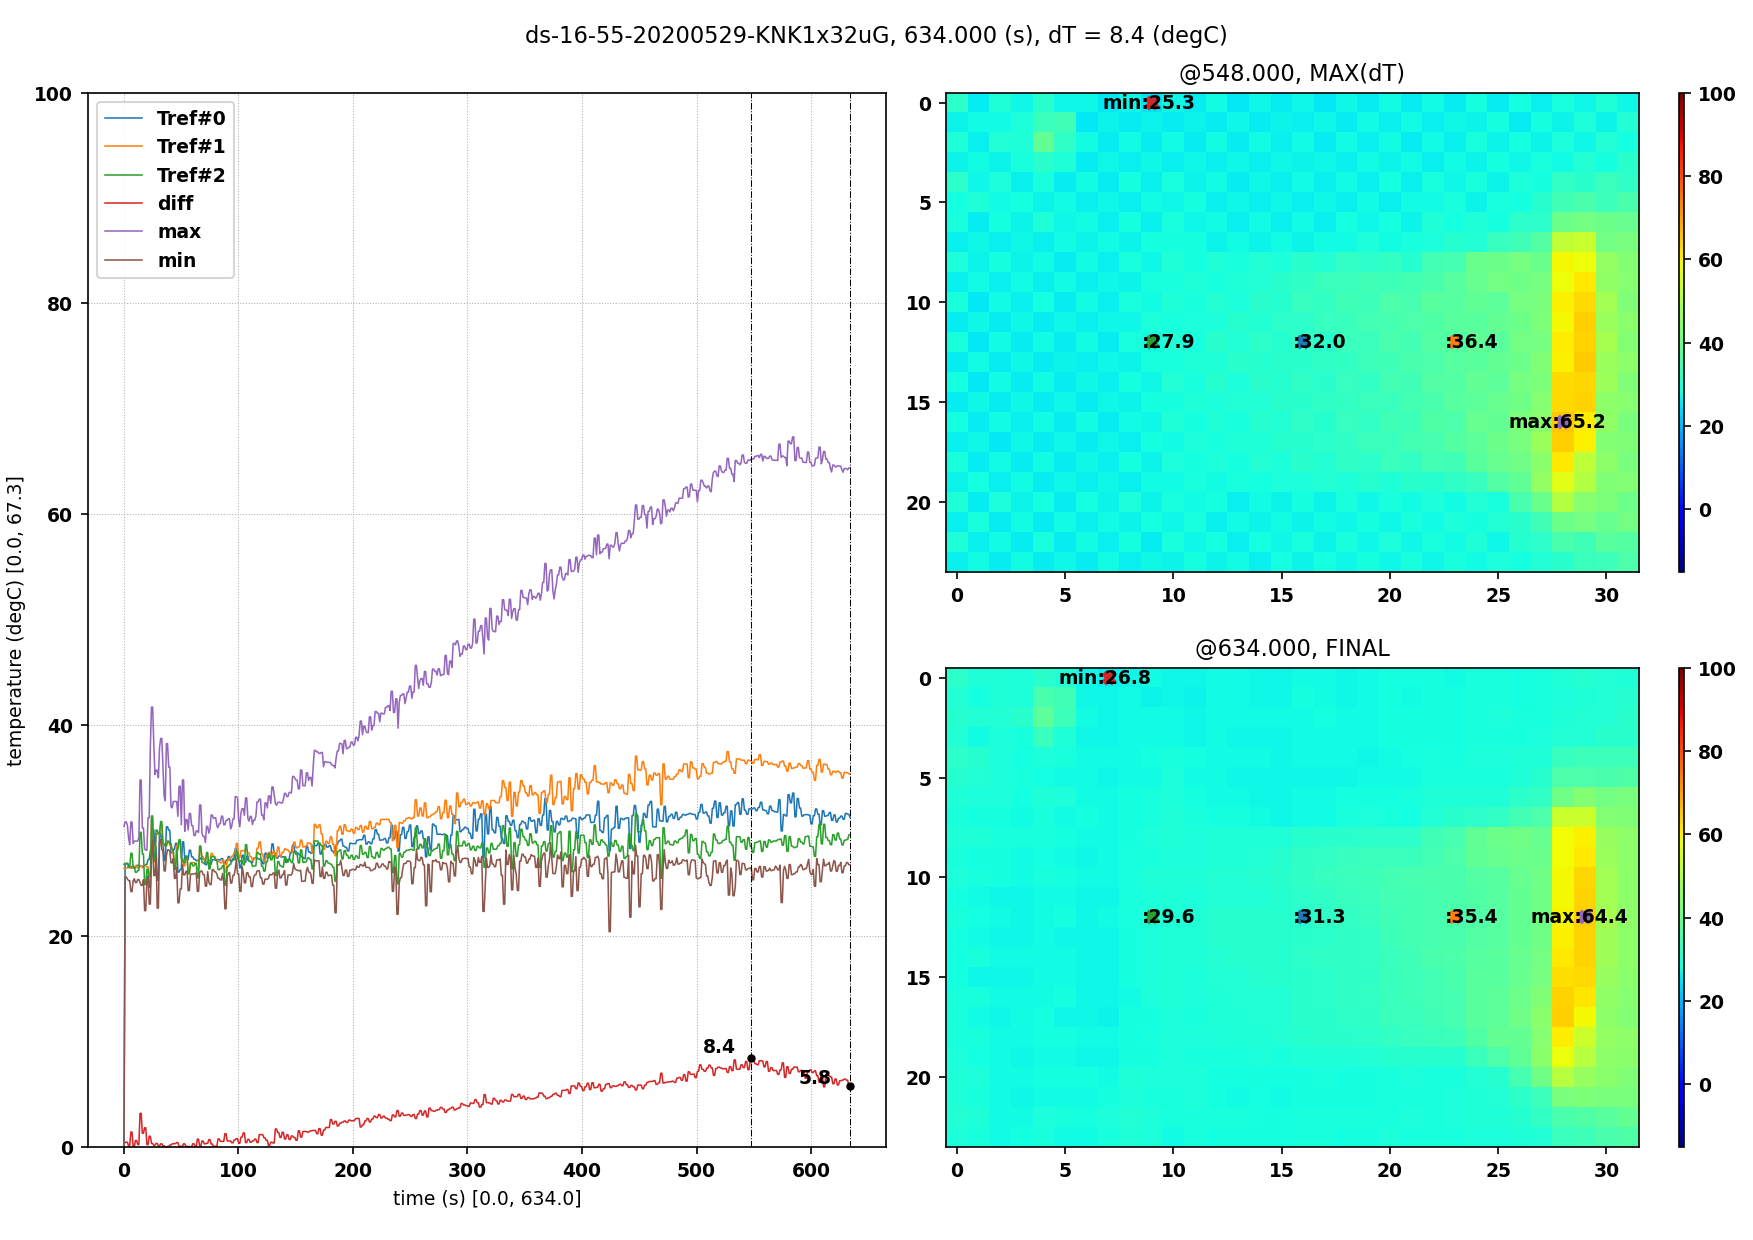 ds-16-55-20200529-KNK1x32uG, 634.000 (s), dT = 8.4 (degC)
temperature (degC) [0.0, 67.3]
100
80
60
40
20
0
Tref#0
Tref#1
Tref#2
diff
max
min
8.4
5.8
0 100 200 300 400 500 600
time (s) [0.0, 634.0]
@548.000, MAX(dT)
0
5
10
15
20
min:25.3
:27.9 :32.0 :36.4
max:65.2
0 5 10 15 20 25 30
100
80
60
40
20
0
@634.000, FINAL
0
5
10
15
20
min:26.8
:29.6 :31.3 :35.4 max:64.4
0 5 10 15 20 25 30
100
80
60
40
20
0